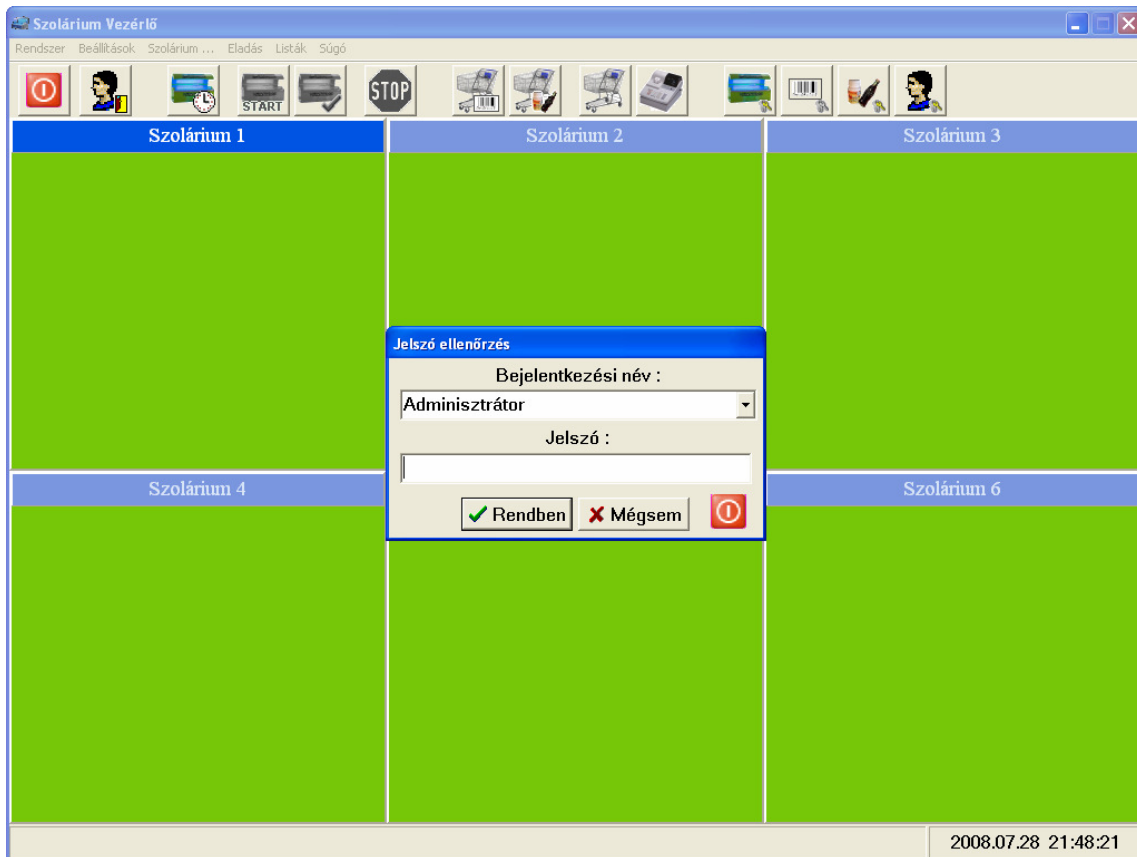 Szolárium Vezérlő
Rendszer Beállítások Szolárium ... Eladás Listák Súgó
START STOP
Szolárium 1 Szolárium 2 Szolárium 3
Jelszó ellenőrzés
Bejelentkezési név :
Adminisztrátor
Jelszó :
Rendben Mégsem
Szolárium 4 Szolárium 6
2008.07.28 21:48:21